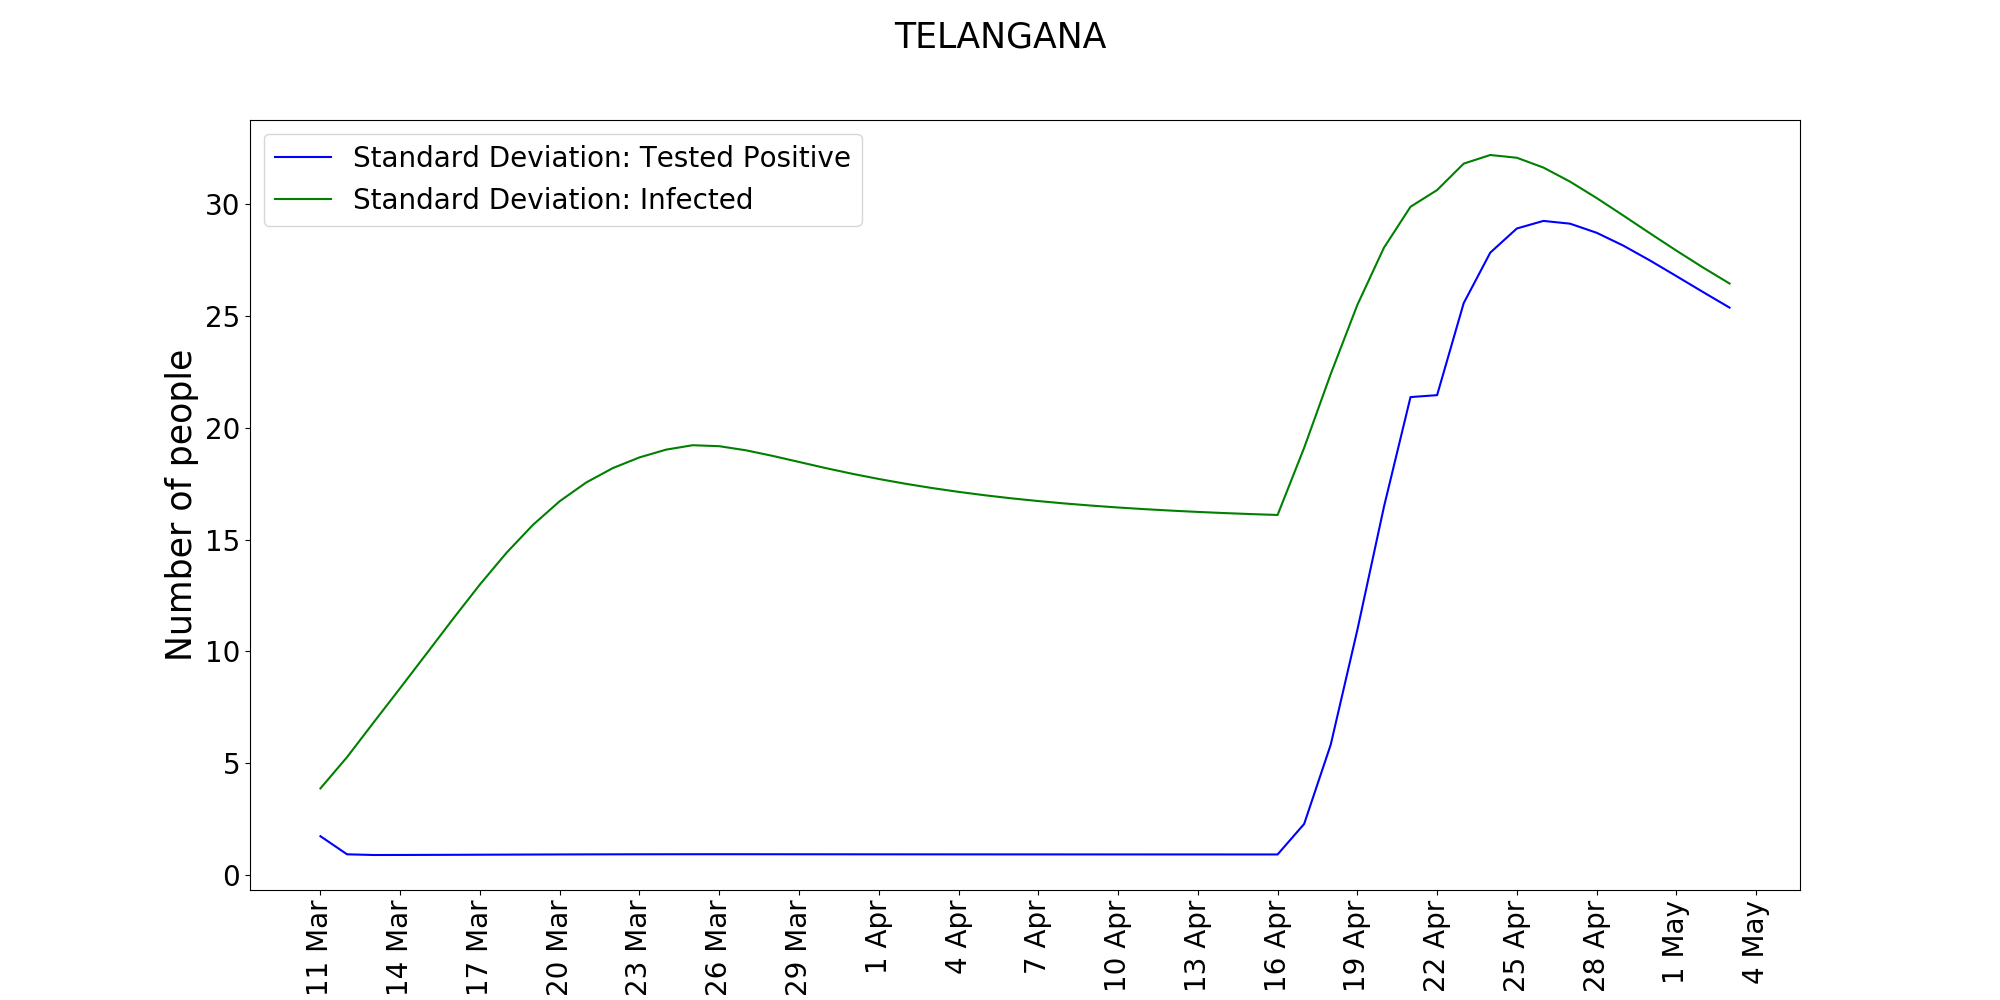 TELANGANA
Standard Deviation: Tested Positive
Standard Deviation: Infected
Number of people
30
25
20
15
10
5
0
11 Mar
14 Mar
17 Mar
20 Mar
23 Mar
26 Mar
29 Mar
1 Apr
4 Apr
7 Apr
10 Apr
13 Apr
16 Apr
19 Apr
22 Apr
25 Apr
28 Apr
1 May
4 May